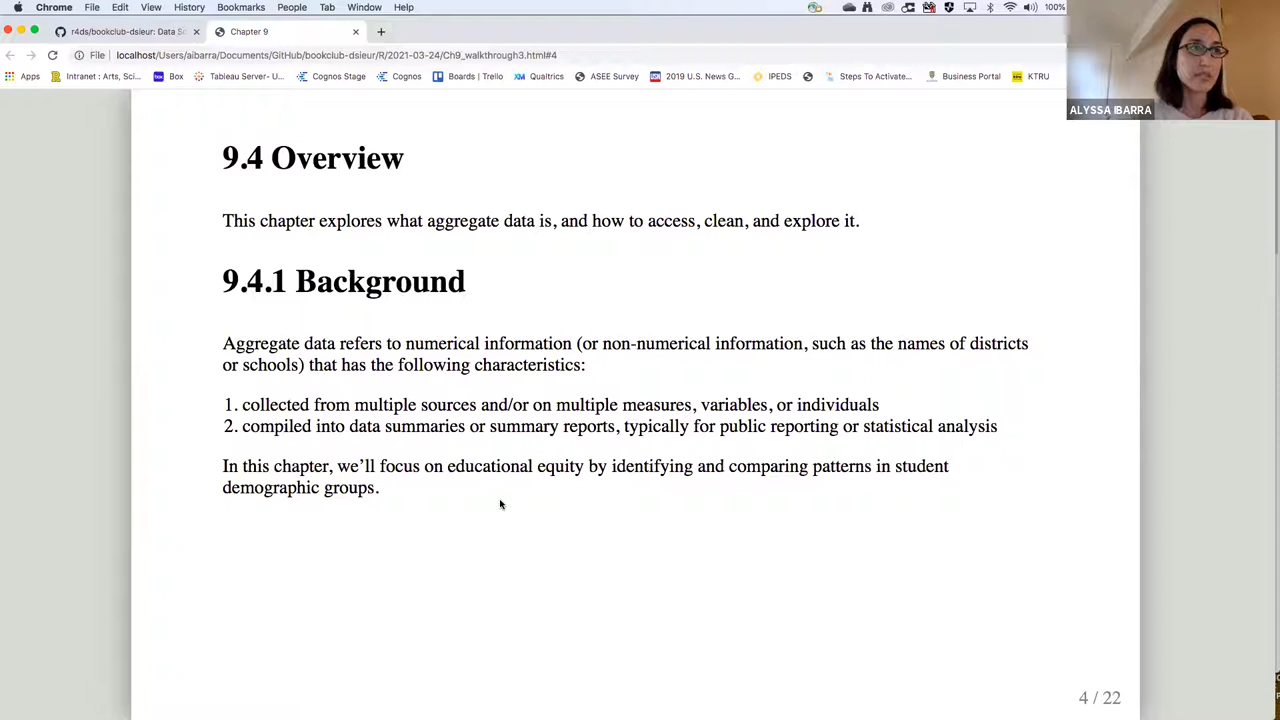 Chrome File Edit View History Bookmarks People Tab Window Help 100%
r4ds/bookclub-dsieur: Data Sc Chapter 9
File localhost/Users/aibarra/Documents/GitHub/bookclub-dsieur/R/2021-03-24/Ch9_walkthrough3.html#4
Apps Intranet : Arts, Sci... Box Tableau Server- U... Cognos Stage Cognos Boards | Trello Qualtrics ASEE Survey 2019 U.S. News G... IPEDS Steps To Activate... Business Portal KTRU
ALYSSA IBARRA
9.4 Overview
This chapter explores what aggregate data is, and how to access, clean, and explore it.
9.4.1 Background
Aggregate data refers to numerical information (or non-numerical information, such as the names of districts
or schools) that has the following characteristics:
1. collected from multiple sources and/or on multiple measures, variables, or individuals
2. compiled into data summaries or summary reports, typically for public reporting or statistical analysis
In this chapter, we’ll focus on educational equity by identifying and comparing patterns in student
demographic groups.
4 / 22